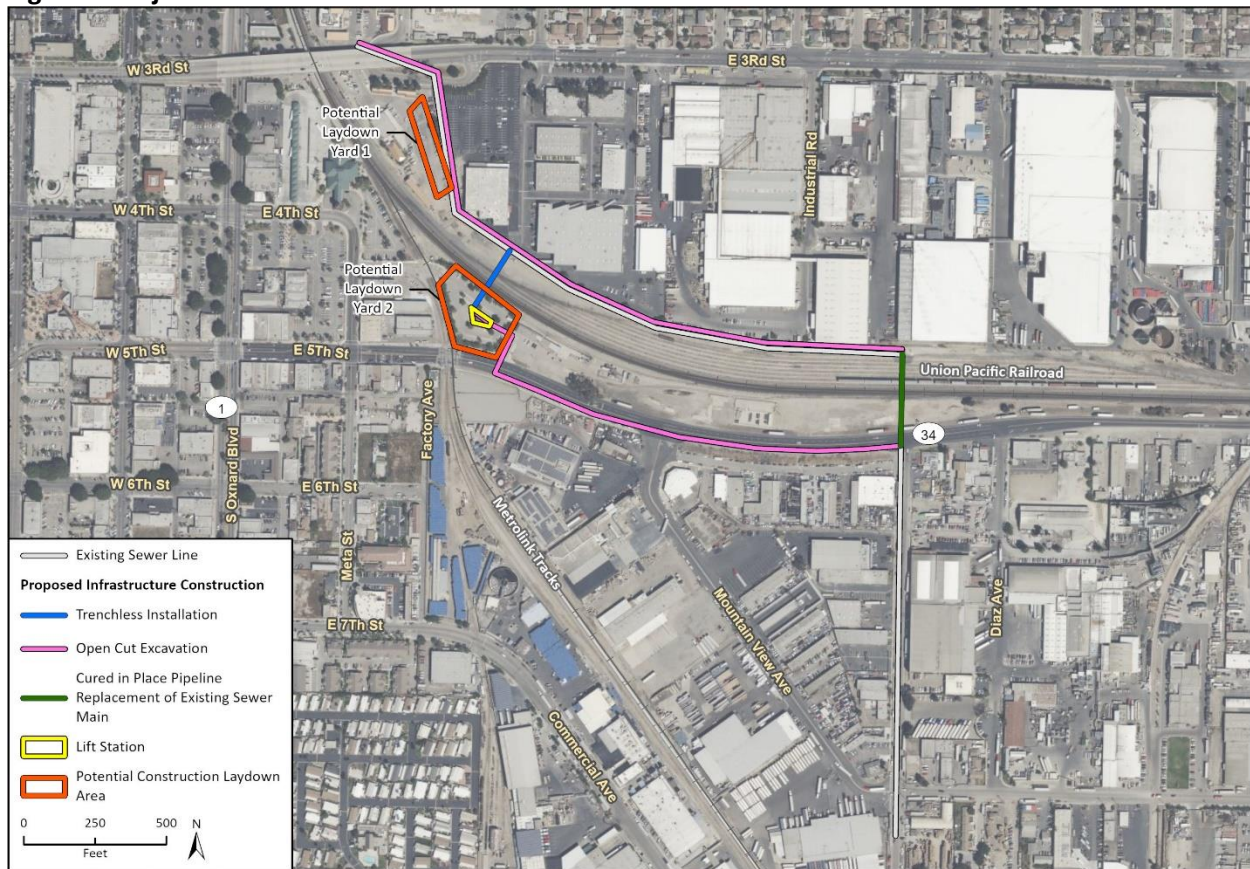 W 3Rd St
E 3Rd St
Potential
Laydown
Yard 1
Industrial Rd
W 4Th St
E 4Th St
Potential
Laydown
Yard 2
W 5Th St
E 5Th St
Union Pacific Railroad
1
34
S Oxnard Blvd
Factory Ave
W 6Th St
E 6Th St
Meta St
Metrolink Tracks
Mountain View Ave
Diaz Ave
E 7Th St
Commercial Ave
Existing Sewer Line
Proposed Infrastructure Construction
Trenchless Installation
Open Cut Excavation
Cured in Place Pipeline
Replacement of Existing Sewer
Main
Lift Station
Potential Construction Laydown
Area
0 250 500
Feet
N